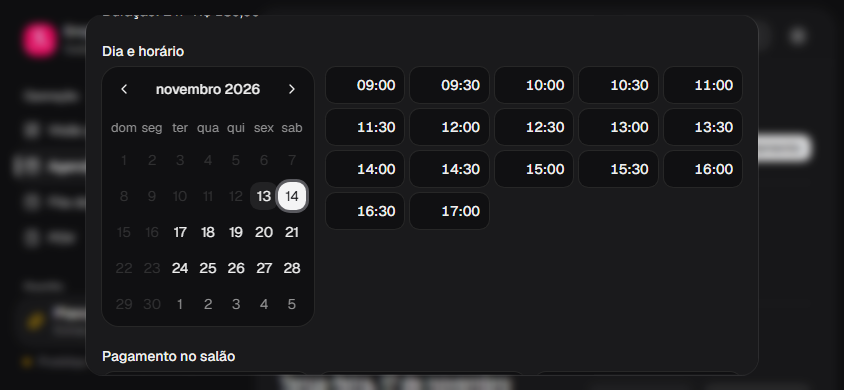 Dia e horário
novembro 2026
dom seg ter qua qui sex sab
1 2 3 4 5 6 7
8 9 10 11 12 13 14
15 16 17 18 19 20 21
22 23 24 25 26 27 28
29 30 1 2 3 4 5
09:00 09:30 10:00 10:30 11:00
11:30 12:00 12:30 13:00 13:30
14:00 14:30 15:00 15:30 16:00
16:30 17:00
Pagamento no salão